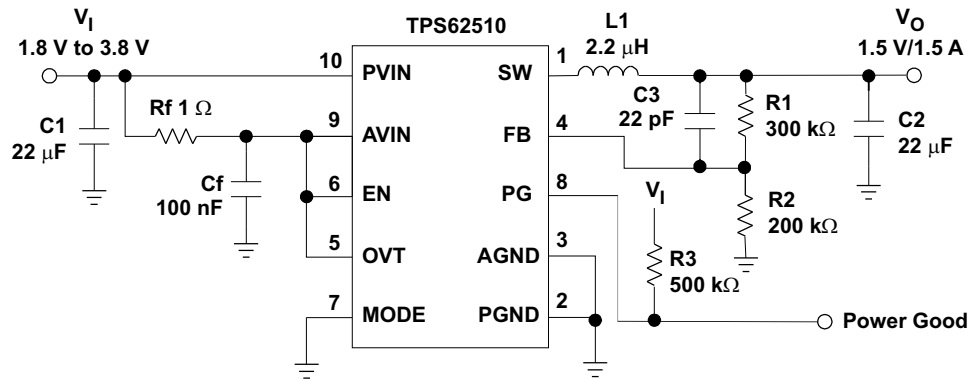 TPS62510
V_I
1.8 V to 3.8 V
10
PVIN
SW
1
L1
2.2 μH
V_O
1.5 V/1.5 A
Rf 1 Ω
C1
22 μF
9
AVIN
FB
4
C3
22 pF
R1
300 kΩ
C2
22 μF
Cf
100 nF
6
EN
PG
8
V_I
R2
200 kΩ
5
OVT
AGND
3
R3
500 kΩ
7
MODE
PGND
2
Power Good